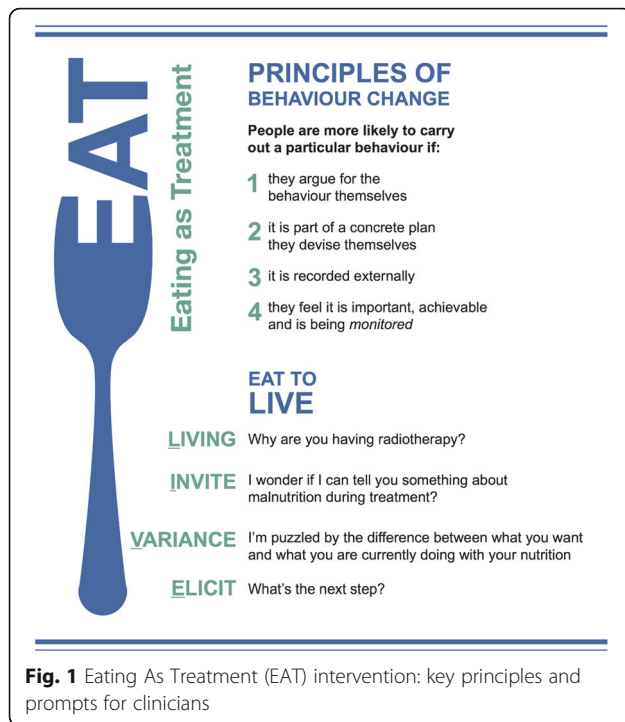 EAT
Eating as Treatment
PRINCIPLES OF
BEHAVIOUR CHANGE
People are more likely to carry
out a particular behaviour if:
1 they argue for the
behaviour themselves
2 it is part of a concrete plan
they devise themselves
3 it is recorded externally
4 they feel it is important, achievable
and is being monitored
EAT TO
LIVE
LIVING Why are you having radiotherapy?
INVITE I wonder if I can tell you something about
malnutrition during treatment?
VARIANCE I'm puzzled by the difference between what you want
and what you are currently doing with your nutrition
ELICIT What's the next step?
Fig. 1 Eating As Treatment (EAT) intervention: key principles and
prompts for clinicians